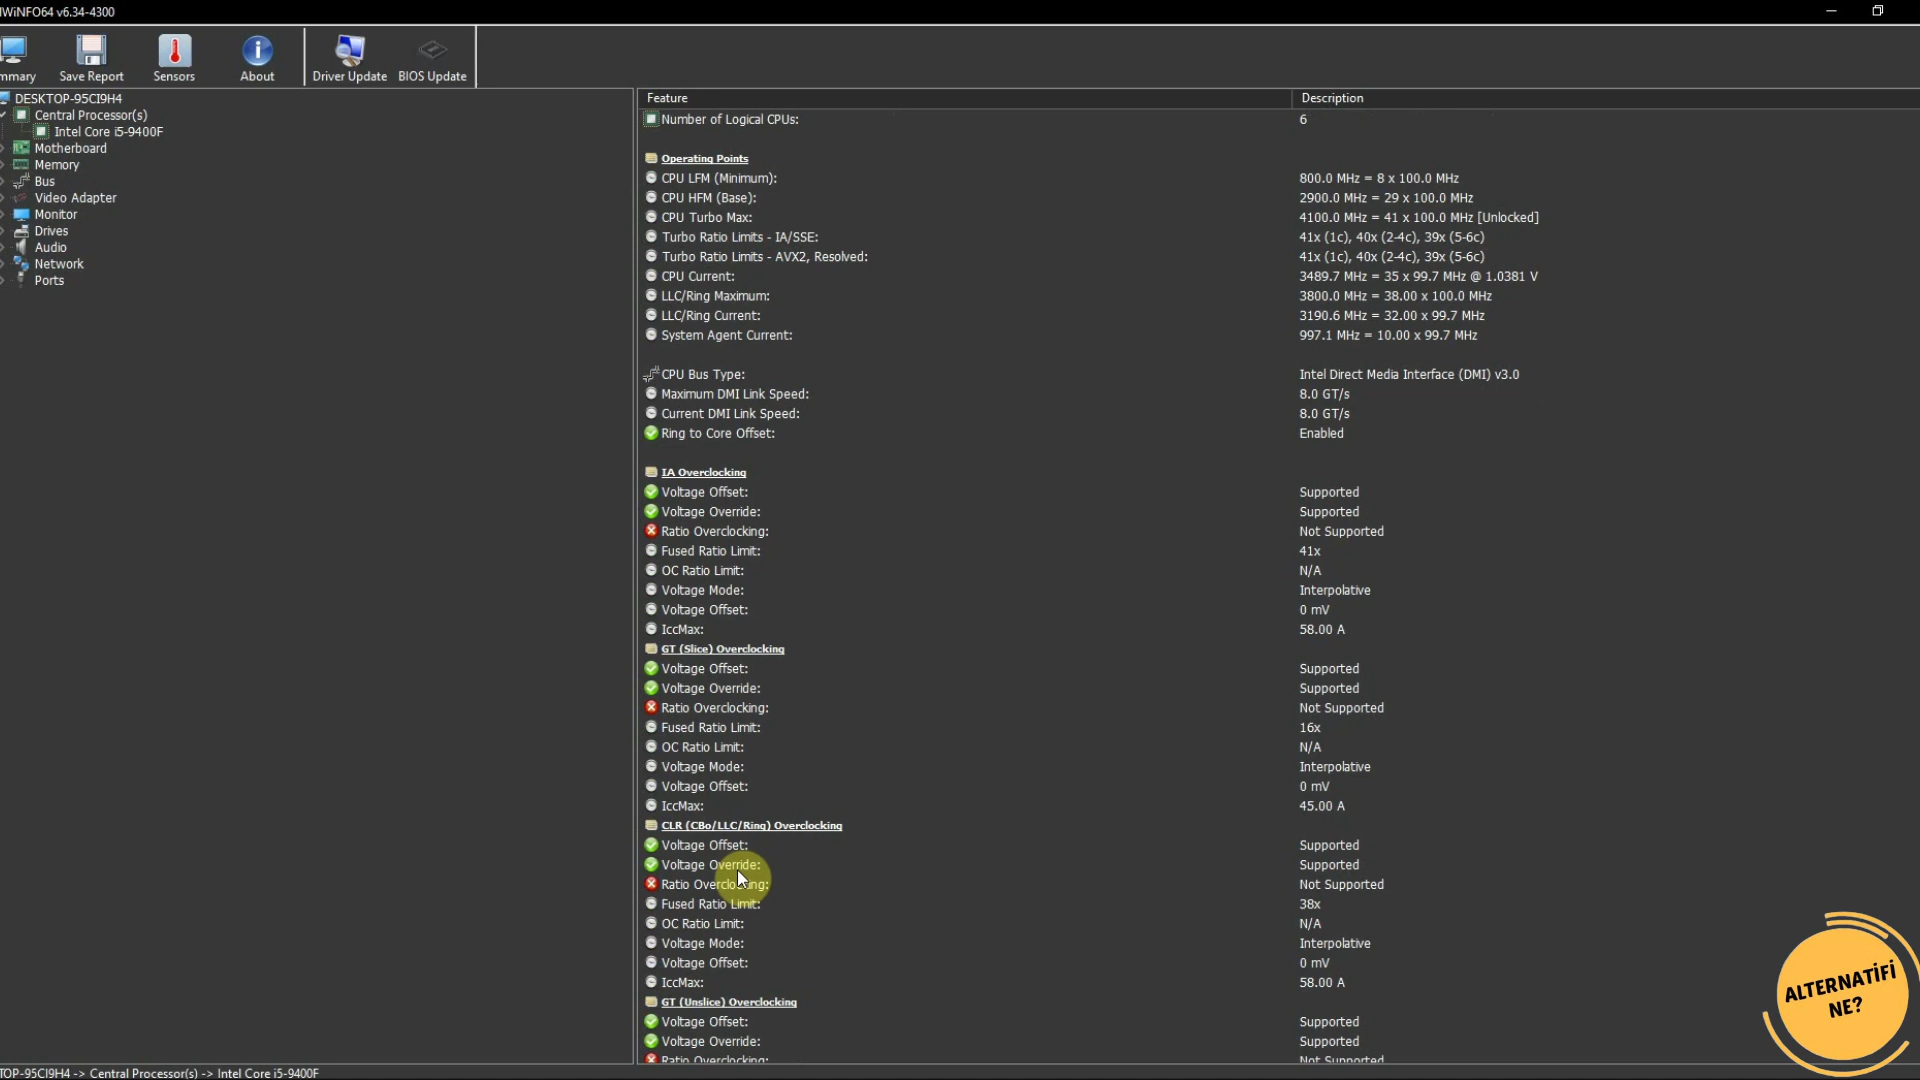 WiNFO64 v6.34-4300
mmary
Save Report
Sensors
About
Driver Update
BIOS Update
DESKTOP-95CI9H4
Central Processor(s)
Intel Core i5-9400F
Motherboard
Memory
Bus
Video Adapter
Monitor
Drives
Audio
Network
Ports
Feature Description
Number of Logical CPUs: 6
Operating Points
CPU LFM (Minimum): 800.0 MHz = 8 x 100.0 MHz
CPU HFM (Base): 2900.0 MHz = 29 x 100.0 MHz
CPU Turbo Max: 4100.0 MHz = 41 x 100.0 MHz [Unlocked]
Turbo Ratio Limits - IA/SSE: 41x (1c), 40x (2-4c), 39x (5-6c)
Turbo Ratio Limits - AVX2, Resolved: 41x (1c), 40x (2-4c), 39x (5-6c)
CPU Current: 3489.7 MHz = 35 x 99.7 MHz @ 1.0381 V
LLC/Ring Maximum: 3800.0 MHz = 38.00 x 100.0 MHz
LLC/Ring Current: 3190.6 MHz = 32.00 x 99.7 MHz
System Agent Current: 997.1 MHz = 10.00 x 99.7 MHz
CPU Bus Type: Intel Direct Media Interface (DMI) v3.0
Maximum DMI Link Speed: 8.0 GT/s
Current DMI Link Speed: 8.0 GT/s
Ring to Core Offset: Enabled
IA Overclocking
Voltage Offset: Supported
Voltage Override: Supported
Ratio Overclocking: Not Supported
Fused Ratio Limit: 41x
OC Ratio Limit: N/A
Voltage Mode: Interpolative
Voltage Offset: 0 mV
IccMax: 58.00 A
GT (Slice) Overclocking
Voltage Offset: Supported
Voltage Override: Supported
Ratio Overclocking: Not Supported
Fused Ratio Limit: 16x
OC Ratio Limit: N/A
Voltage Mode: Interpolative
Voltage Offset: 0 mV
IccMax: 45.00 A
CLR (CBo/LLC/Ring) Overclocking
Voltage Offset: Supported
Voltage Override: Supported
Ratio Overclocking: Not Supported
Fused Ratio Limit: 38x
OC Ratio Limit: N/A
Voltage Mode: Interpolative
Voltage Offset: 0 mV
IccMax: 58.00 A
GT (Unslice) Overclocking
Voltage Offset: Supported
Voltage Override: Supported
Ratio Overclocking: Not Supported
TOP-95CI9H4 -> Central Processor(s) -> Intel Core i5-9400F
ALTERNATİFİ
NE?